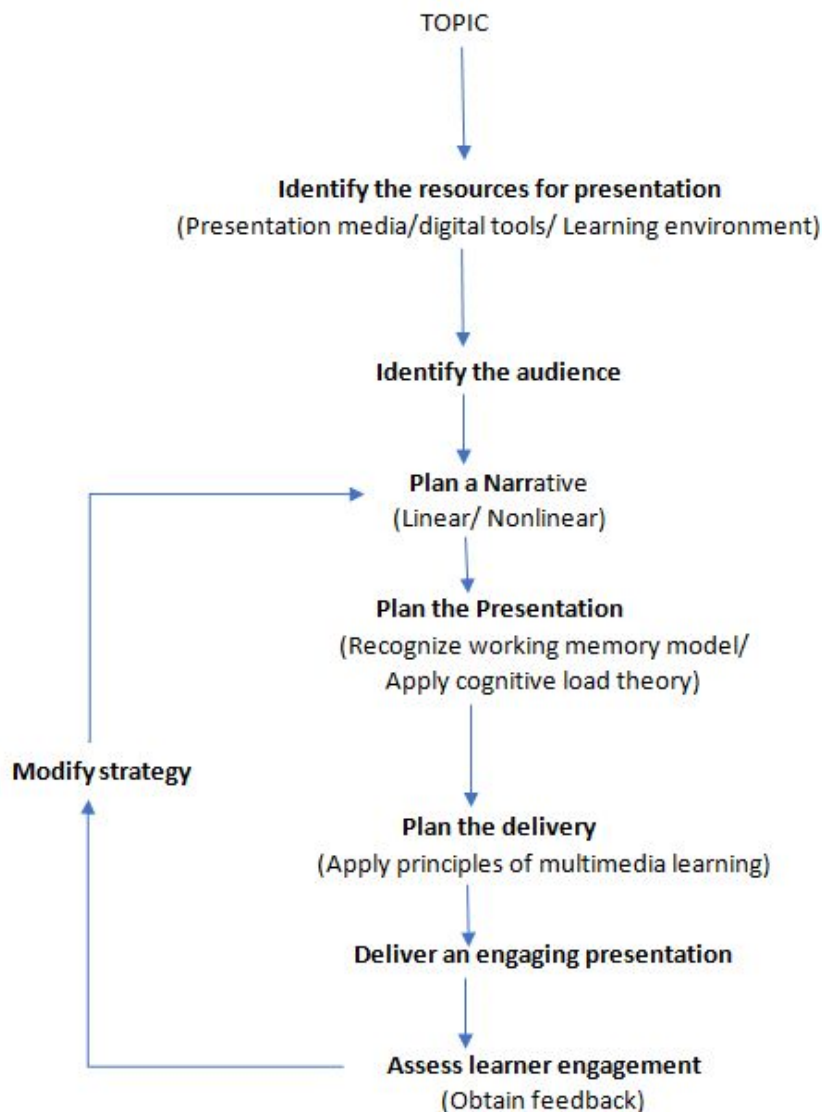 TOPIC
Identify the resources for presentation
(Presentation media/digital tools/ Learning environment)
Identify the audience
Plan a Narrative
(Linear/ Nonlinear)
Plan the Presentation
(Recognize working memory model/
Apply cognitive load theory)
Modify strategy
Plan the delivery
(Apply principles of multimedia learning)
Deliver an engaging presentation
Assess learner engagement
(Obtain feedback)